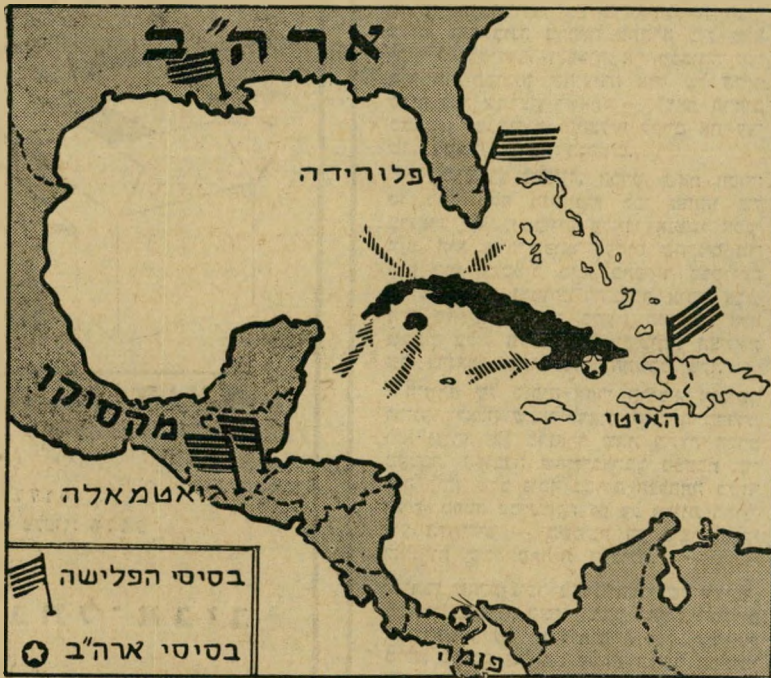 ארה"ב
פלורידה
האיטי
מקסיקו
גואטמאלה
פנמה
בסיסי הפלישה
בסיסי ארה"ב